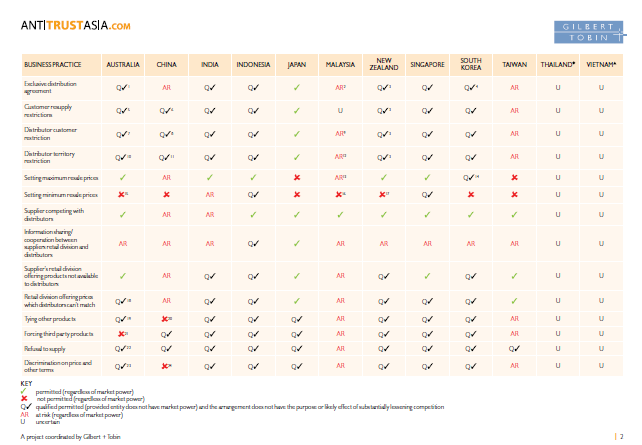 ANTITRUSTASIA.COM
GILBERT
TOBIN
BUSINESS PRACTICE AUSTRALIA CHINA INDIA INDONESIA JAPAN MALAYSIA NEW ZEALAND SINGAPORE SOUTH KOREA TAIWAN THAILAND VIETNAM
Exclusive distribution
agreement Q✓1 AR Q✓ Q✓ ✓ AR2 Q✓3 Q✓ Q✓4 AR U U
Customer resupply
restrictions Q✓5 Q✓6 Q✓ Q✓ ✓ U Q✓3 Q✓ Q✓ AR U U
Distributor customer
restriction Q✓7 Q✓8 Q✓ Q✓ ✓ AR9 Q✓3 Q✓ Q✓ AR U U
Distributor territory
restriction Q✓10 Q✓11 Q✓ Q✓ ✓ AR12 Q✓3 Q✓ Q✓ AR U U
Setting maximum resale prices ✓ AR ✓ ✓ ✘ AR13 ✓ ✓ Q✓14 ✘ U U
Setting minimum resale prices ✘15 ✘ AR Q✓ ✘ ✘16 ✘17 Q✓ ✘ ✘ U U
Supplier competing with
distributors ✓ AR AR ✓ ✓ ✓ ✓ ✓ ✓ ✓ U U
Information sharing/
cooperation between
suppliers retail division and
distributors AR AR AR Q✓ ✓ AR AR AR AR AR U U
Supplier's retail division
offering products not available
to distributors ✓ AR Q✓ Q✓ ✓ AR Q✓ ✓ Q✓ ✓ U U
Retail division offering prices
which distributors can't match Q✓18 AR Q✓ Q✓ ✓ AR Q✓ Q✓ Q✓ ✓ U U
Tying other products Q✓19 ✘20 Q✓ Q✓ Q✓ AR Q✓ Q✓ Q✓ AR U U
Forcing third party products ✘21 Q✓ Q✓ Q✓ Q✓ AR Q✓ Q✓ Q✓ AR U U
Refusal to supply Q✓22 Q✓ Q✓ Q✓ Q✓ AR Q✓ Q✓ Q✓ Q✓ U U
Discrimination on price and
other terms Q✓23 ✘ Q✓ Q✓ Q✓ AR Q✓ Q✓ Q✓ AR U U
KEY
✓ permitted (regardless of market power)
✘ not permitted (regardless of market power)
Q✓ qualified permitted (provided entity does not have market power) and the arrangement does not have the purpose or likely effect of substantially lessening competition
AR at risk (regardless of market power)
U uncertain
A project coordinated by Gilbert + Tobin | 2